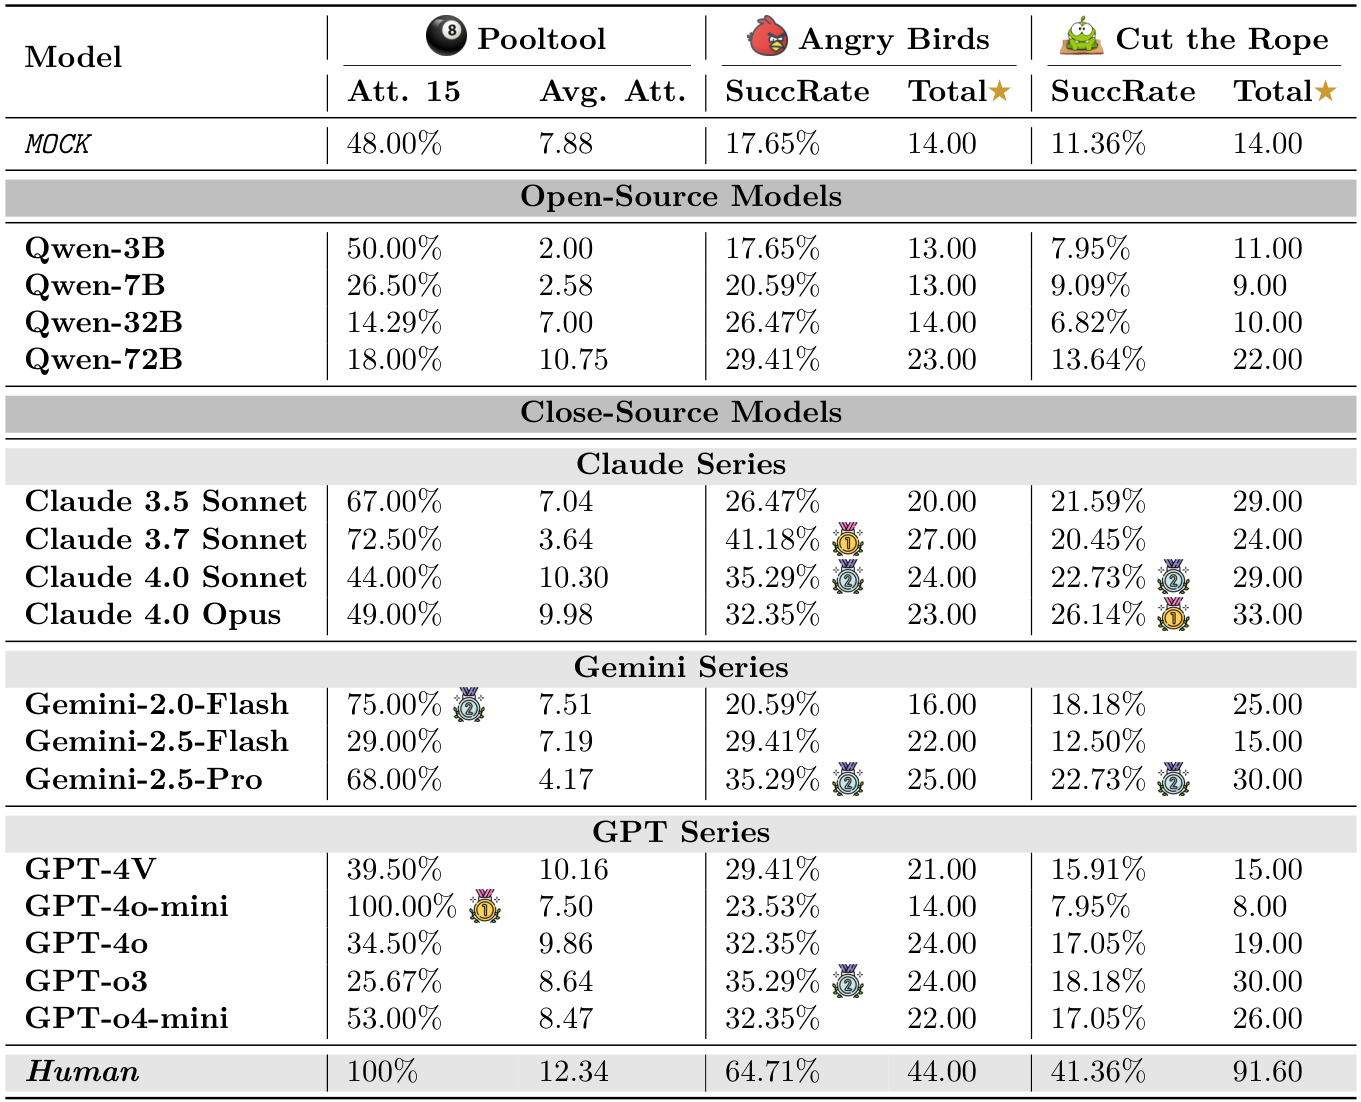 Model 8 Pooltool Angry Birds Cut the Rope
Att. 15 Avg. Att. SuccRate Total★ SuccRate Total★
MOCK 48.00% 7.88 17.65% 14.00 11.36% 14.00
Open-Source Models
Qwen-3B 50.00% 2.00 17.65% 13.00 7.95% 11.00
Qwen-7B 26.50% 2.58 20.59% 13.00 9.09% 9.00
Qwen-32B 14.29% 7.00 26.47% 14.00 6.82% 10.00
Qwen-72B 18.00% 10.75 29.41% 23.00 13.64% 22.00
Close-Source Models
Claude Series
Claude 3.5 Sonnet 67.00% 7.04 26.47% 20.00 21.59% 29.00
Claude 3.7 Sonnet 72.50% 3.64 41.18% 1 27.00 20.45% 24.00
Claude 4.0 Sonnet 44.00% 10.30 35.29% 2 24.00 22.73% 2 29.00
Claude 4.0 Opus 49.00% 9.98 32.35% 23.00 26.14% 1 33.00
Gemini Series
Gemini-2.0-Flash 75.00% 2 7.51 20.59% 16.00 18.18% 25.00
Gemini-2.5-Flash 29.00% 7.19 29.41% 22.00 12.50% 15.00
Gemini-2.5-Pro 68.00% 4.17 35.29% 2 25.00 22.73% 2 30.00
GPT Series
GPT-4V 39.50% 10.16 29.41% 21.00 15.91% 15.00
GPT-4o-mini 100.00% 1 7.50 23.53% 14.00 7.95% 8.00
GPT-4o 34.50% 9.86 32.35% 24.00 17.05% 19.00
GPT-o3 25.67% 8.64 35.29% 2 24.00 18.18% 30.00
GPT-o4-mini 53.00% 8.47 32.35% 22.00 17.05% 26.00
Human 100% 12.34 64.71% 44.00 41.36% 91.60